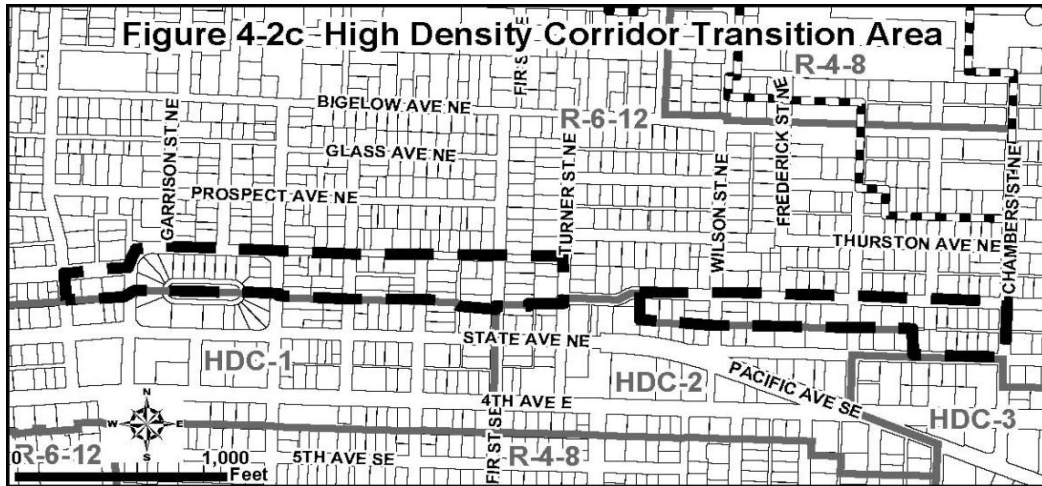 Figure 4-2c High Density Corridor Transition Area
FIR ST NE
R-4-8
BIGELOW AVE NE
R-6-12
GLASS AVE NE
PROSPECT AVE NE
GARRISON ST NE
TURNER ST NE
WILSON ST NE
FREDERICK ST NE
THURSTON AVE NE
CHAMBERS ST NE
STATE AVE NE
HDC-1
HDC-2
PACIFIC AVE SE
4TH AVE E
HDC-3
N
W E
S
R-6-12
5TH AVE SE
FIR ST SE
R-4-8
0 1,000
Feet